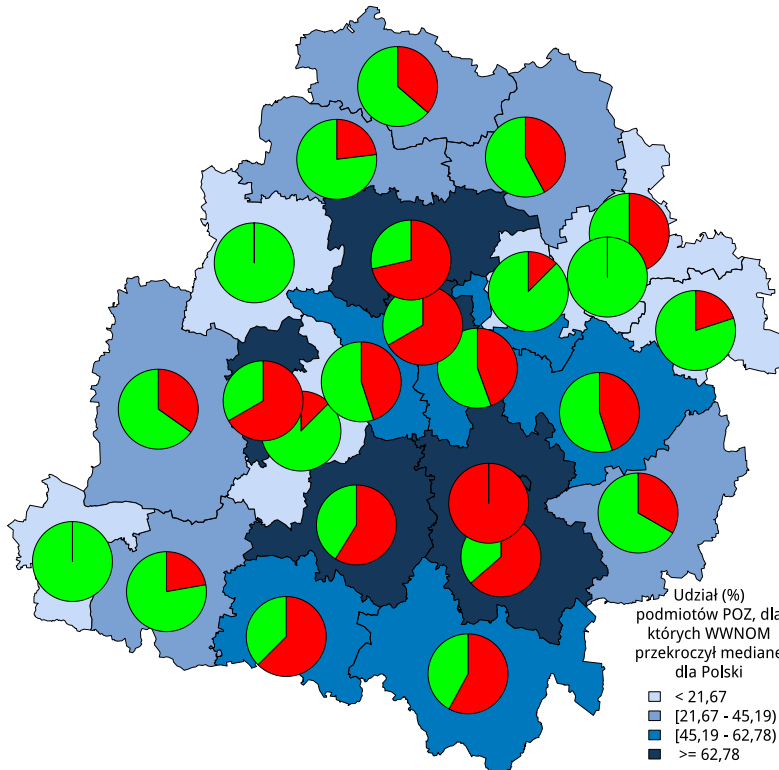 Udział (%)
podmiotów POZ, dla
których WWNOM
przekroczył medianę
dla Polski
< 21,67
[21,67 - 45,19)
[45,19 - 62,78)
>= 62,78